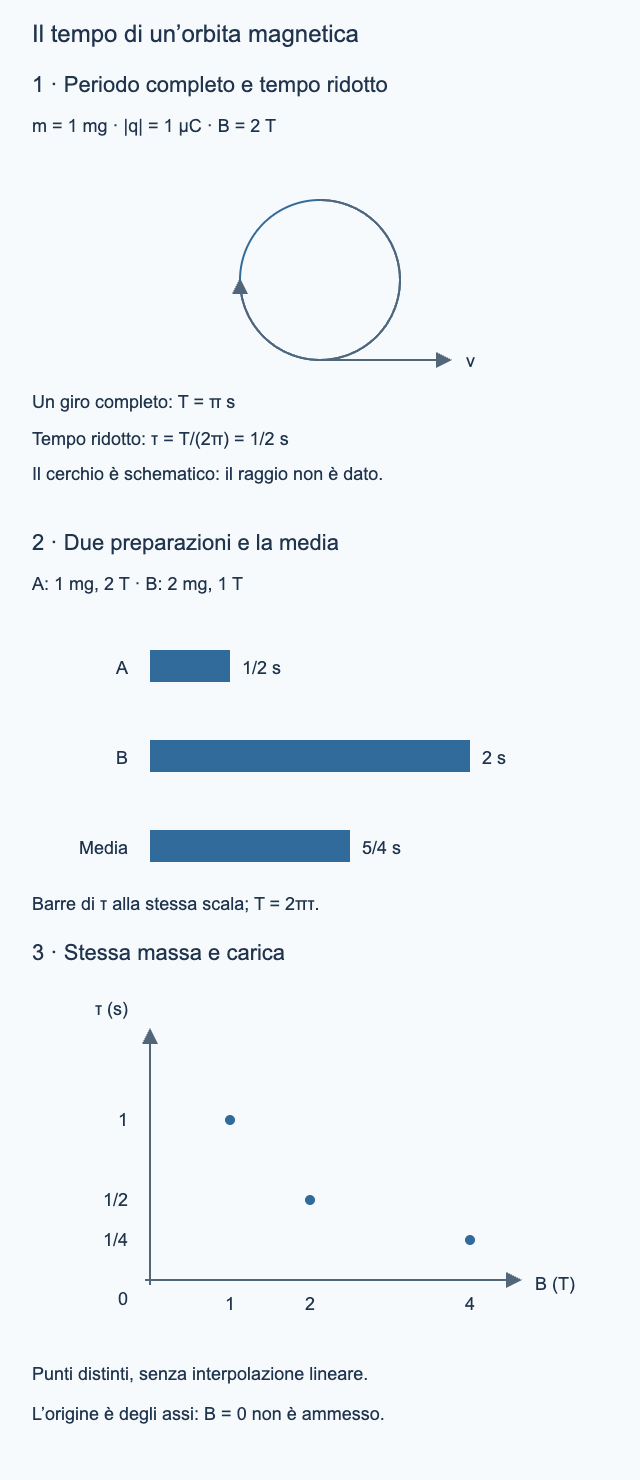 Il tempo di un’orbita magnetica
1 · Periodo completo e tempo ridotto
m = 1 mg · |q| = 1 μC · B = 2 T
v
Un giro completo: T = π s
Tempo ridotto: τ = T/(2π) = 1/2 s
Il cerchio è schematico: il raggio non è dato.
2 · Due preparazioni e la media
A: 1 mg, 2 T · B: 2 mg, 1 T
A 1/2 s
B 2 s
Media 5/4 s
Barre di τ alla stessa scala; T = 2πτ.
3 · Stessa massa e carica
τ (s)
1
1/2
1/4
0
1 2 4
B (T)
Punti distinti, senza interpolazione lineare.
L’origine è degli assi: B = 0 non è ammesso.